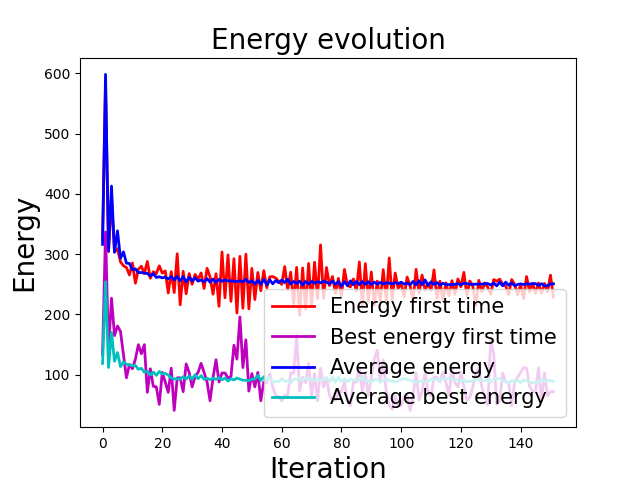 Energy evolution
600
500
400
300
200
100
Energy
Energy first time
Best energy first time
Average energy
Average best energy
0 20 40 60 80 100 120 140
Iteration